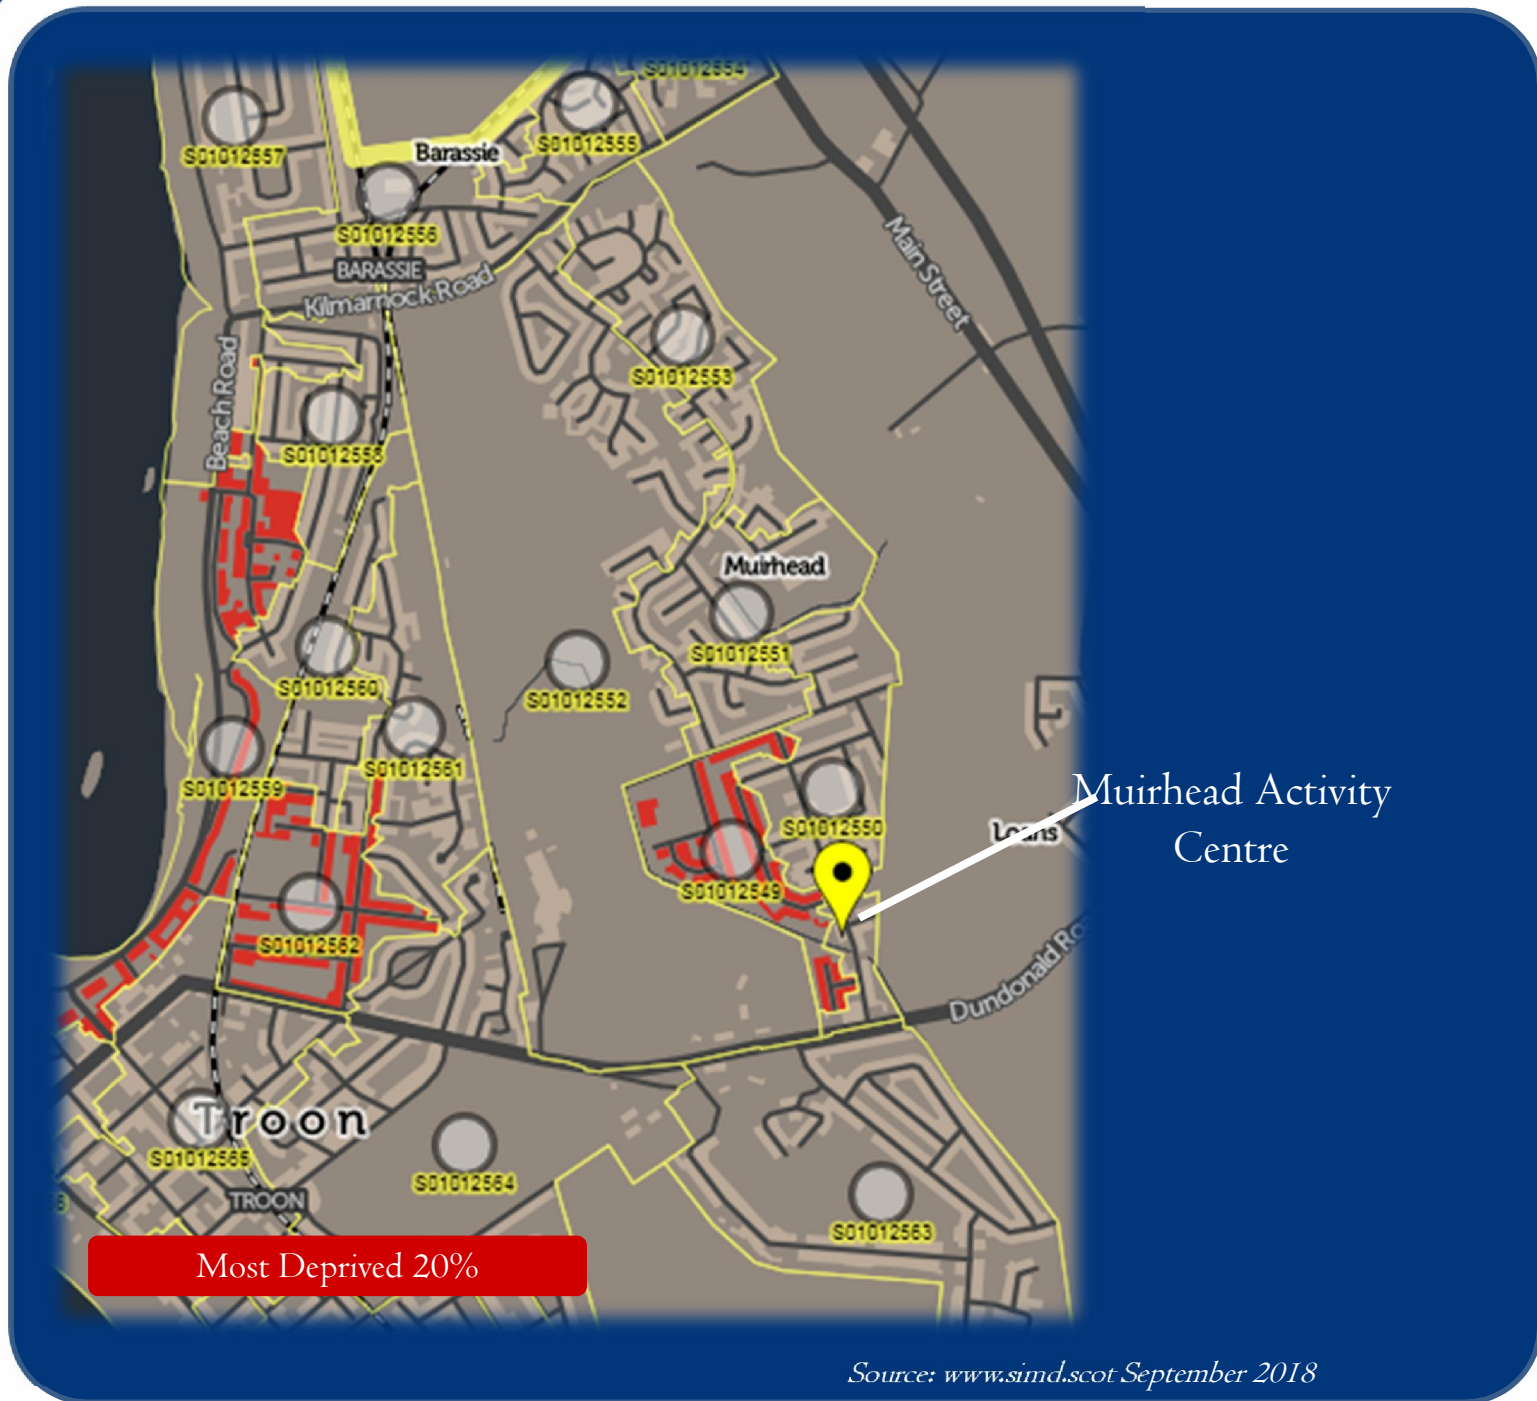 S01012554
S01012557
Barassie
S01012555
S01012556
BARASSIE
Kilmarnock Road
Main Street
Beach Road
S01012553
S01012558
Muirhead
S01012551
S01012560
S01012552
S01012561
S01012559
Muirhead Activity
Centre
S01012550
Loans
S01012549
S01012562
Dundonald
Troon
S01012565
S01012564
TROON
S01012563
Most Deprived 20%
Source: www.simd.scot September 2018